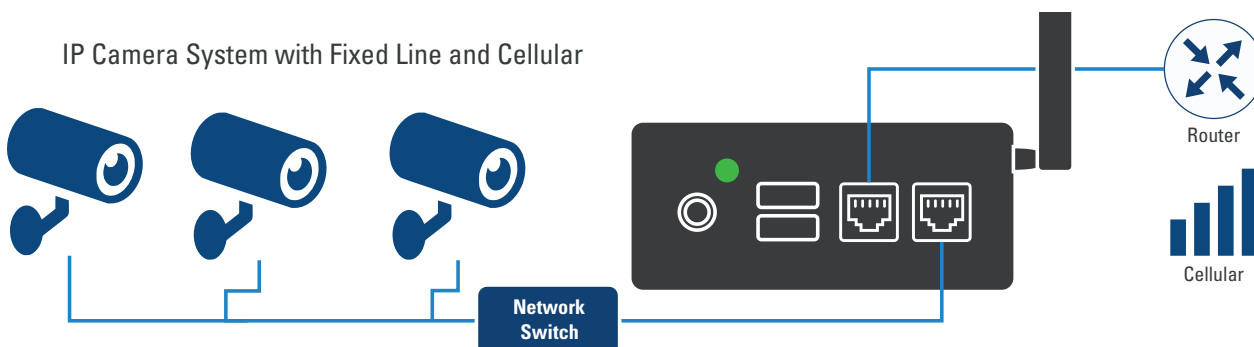 IP Camera System with Fixed Line and Cellular
Router
Cellular
Network
Switch